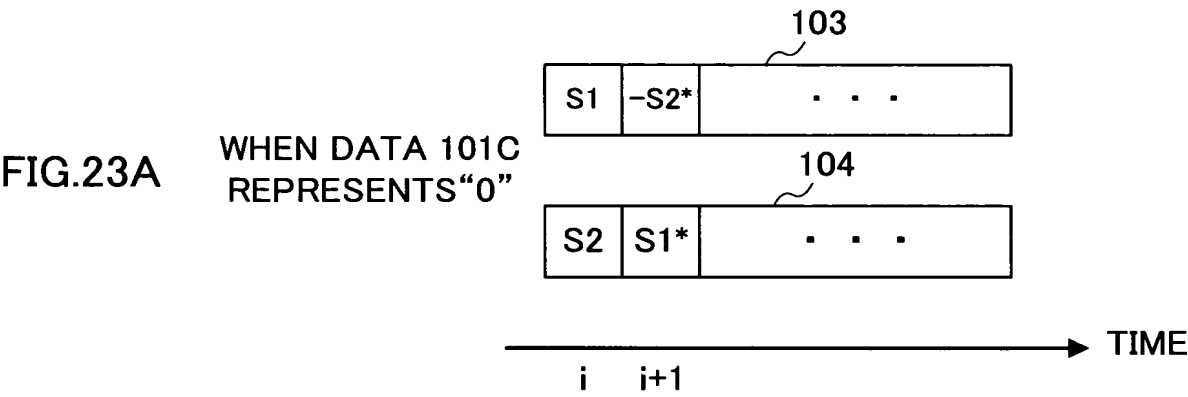 103
S1 -S2* · · ·
FIG.23A
WHEN DATA 101C
REPRESENTS“0”
104
S2 S1* · · ·
TIME
i i+1